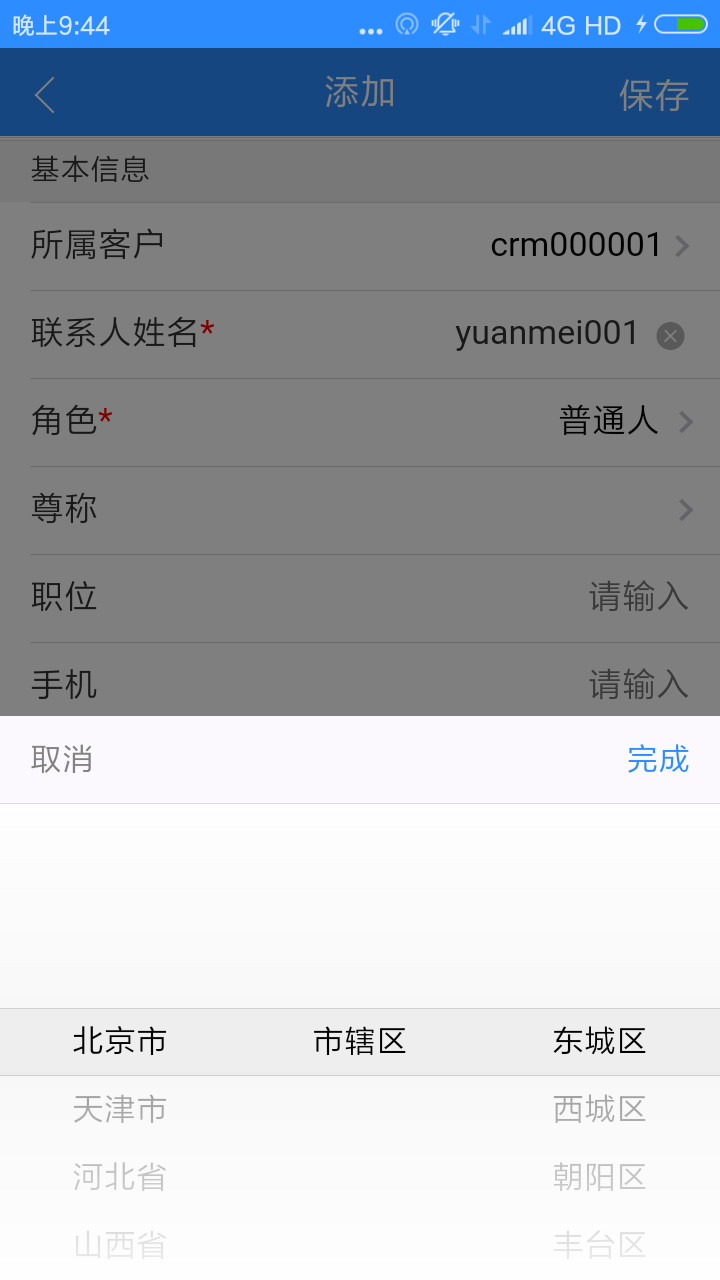 晚上9:44 ... 4G HD
添加 保存
基本信息
所属客户 crm000001
联系人姓名* yuanmei001
角色* 普通人
尊称
职位 请输入
手机 请输入
取消 完成
北京市 市辖区 东城区
天津市 西城区
河北省 朝阳区
山西省 丰台区